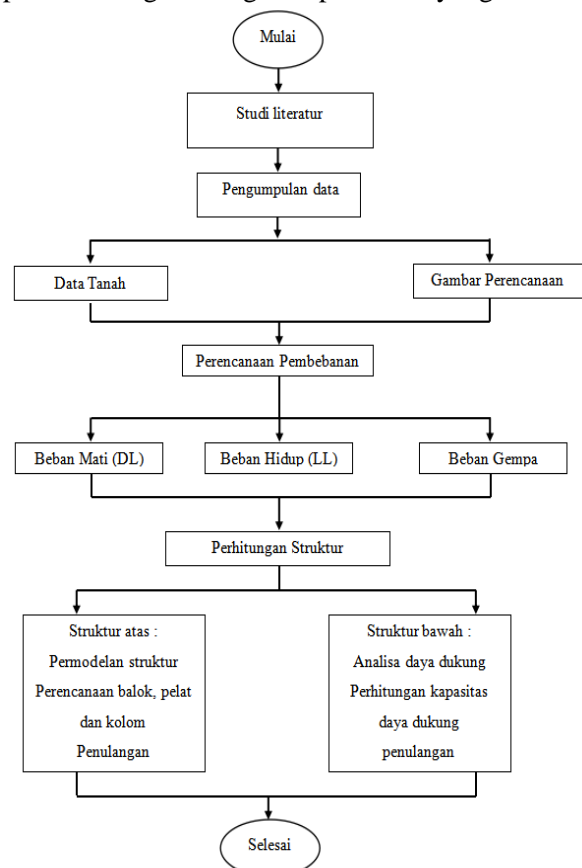 Mulai
Studi literatur
Pengumpulan data
Data Tanah
Gambar Perencanaan
Perencanaan Pembebanan
Beban Mati (DL)
Beban Hidup (LL)
Beban Gempa
Perhitungan Struktur
Struktur atas :
Permodelan struktur
Perencanaan balok, pelat
dan kolom
Penulangan
Struktur bawah :
Analisa daya dukung
Perhitungan kapasitas
daya dukung
penulangan
Selesai